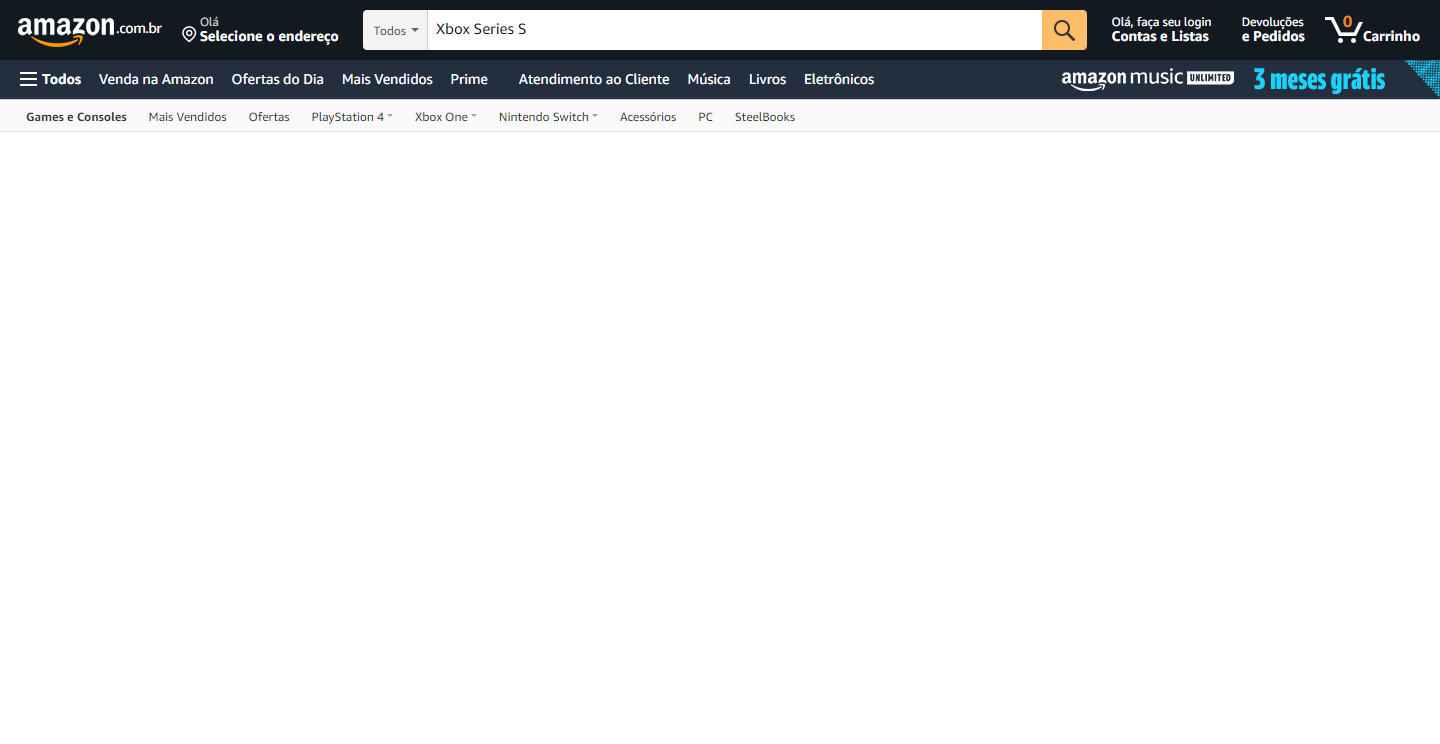 amazon.com.br
Olá
Selecione o endereço
Todos
Xbox Series S
Olá, faça seu login
Contas e Listas
Devoluções
e Pedidos
0
Carrinho
Todos Venda na Amazon Ofertas do Dia Mais Vendidos Prime Atendimento ao Cliente Música Livros Eletrônicos
amazon music UNLIMITED 3 meses grátis
Games e Consoles Mais Vendidos Ofertas PlayStation 4 Xbox One Nintendo Switch Acessórios PC SteelBooks